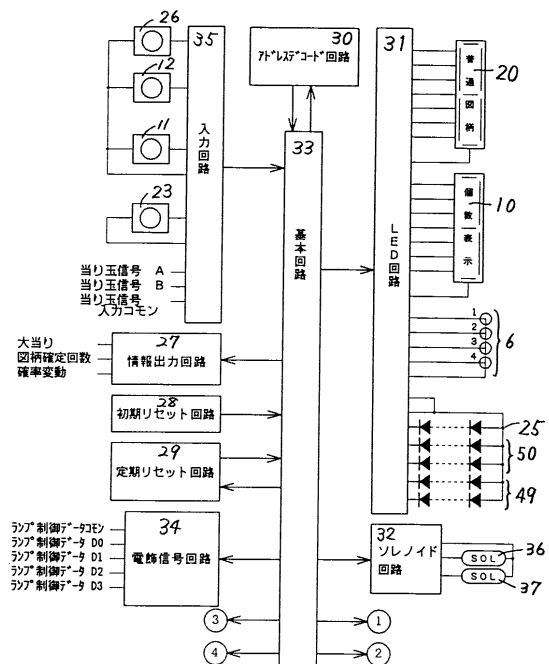 26
35
入力回路
12
11
23
当り玉信号 A
当り玉信号 B
当り玉信号
入力コモン
30
アドレスデコード回路
33
基本回路
31
LED回路
普通図柄
20
個数表示
10
1
2
3
4
6
25
50
49
大当り
図柄確定回数
確率変動
27
情報出力回路
28
初期リセット回路
29
定期リセット回路
34
電飾信号回路
ランプ制御データコモン
ランプ制御データ D0
ランプ制御データ D1
ランプ制御データ D2
ランプ制御データ D3
32
ソレノイド
回路
SOL
36
SOL
37
③
①
④
②